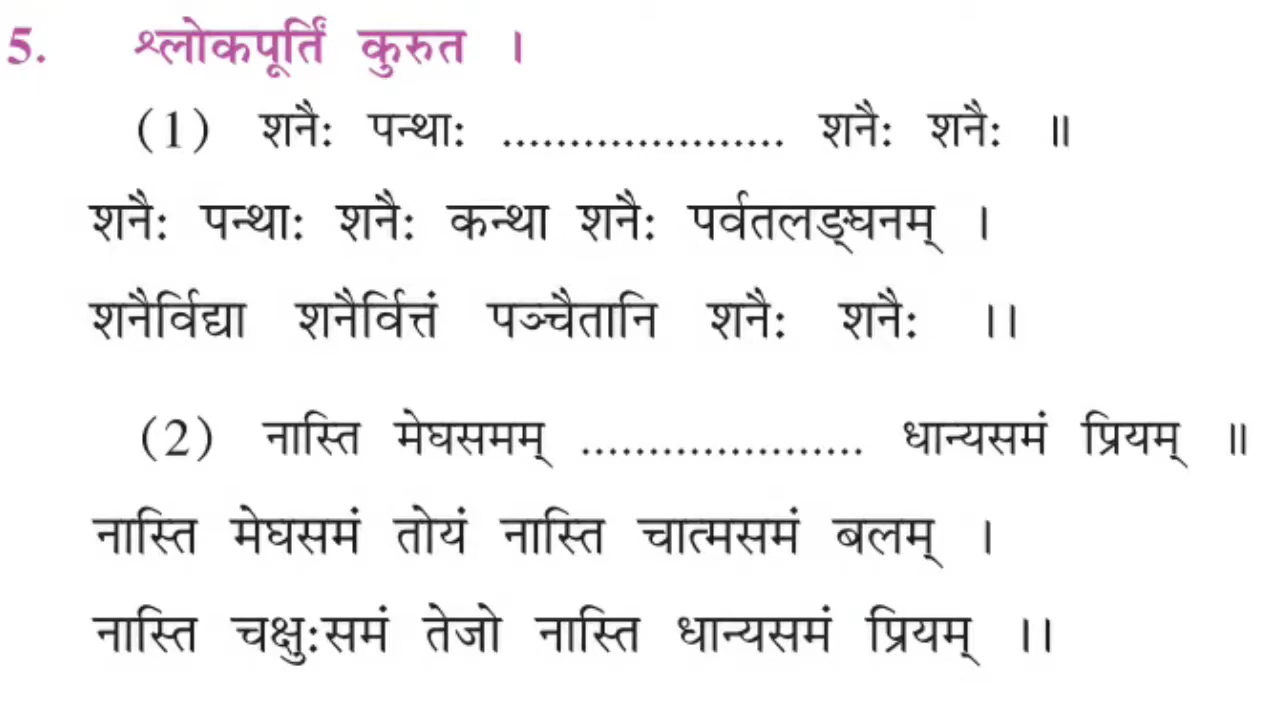 5. श्लोकपूर्तिं कुरुत ।
(1) शनैः पन्थाः ..................... शनैः शनैः ॥
शनैः पन्थाः शनैः कन्था शनैः पर्वतलङ्घनम् ।
शनैर्विद्या शनैर्वित्तं पञ्चैतानि शनैः शनैः ।।
(2) नास्ति मेघसमम् ..................... धान्यसमं प्रियम् ॥
नास्ति मेघसमं तोयं नास्ति चात्मसमं बलम् ।
नास्ति चक्षुःसमं तेजो नास्ति धान्यसमं प्रियम् ।।